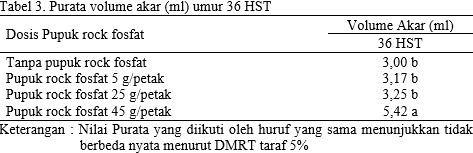 Tabel 3. Purata volume akar (ml) umur 36 HST
Dosis Pupuk rock fosfat Volume Akar (ml)
36 HST
Tanpa pupuk rock fosfat 3,00 b
Pupuk rock fosfat 5 g/petak 3,17 b
Pupuk rock fosfat 25 g/petak 3,25 b
Pupuk rock fosfat 45 g/petak 5,42 a
Keterangan : Nilai Purata yang diikuti oleh huruf yang sama menunjukkan tidak
berbeda nyata menurut DMRT taraf 5%